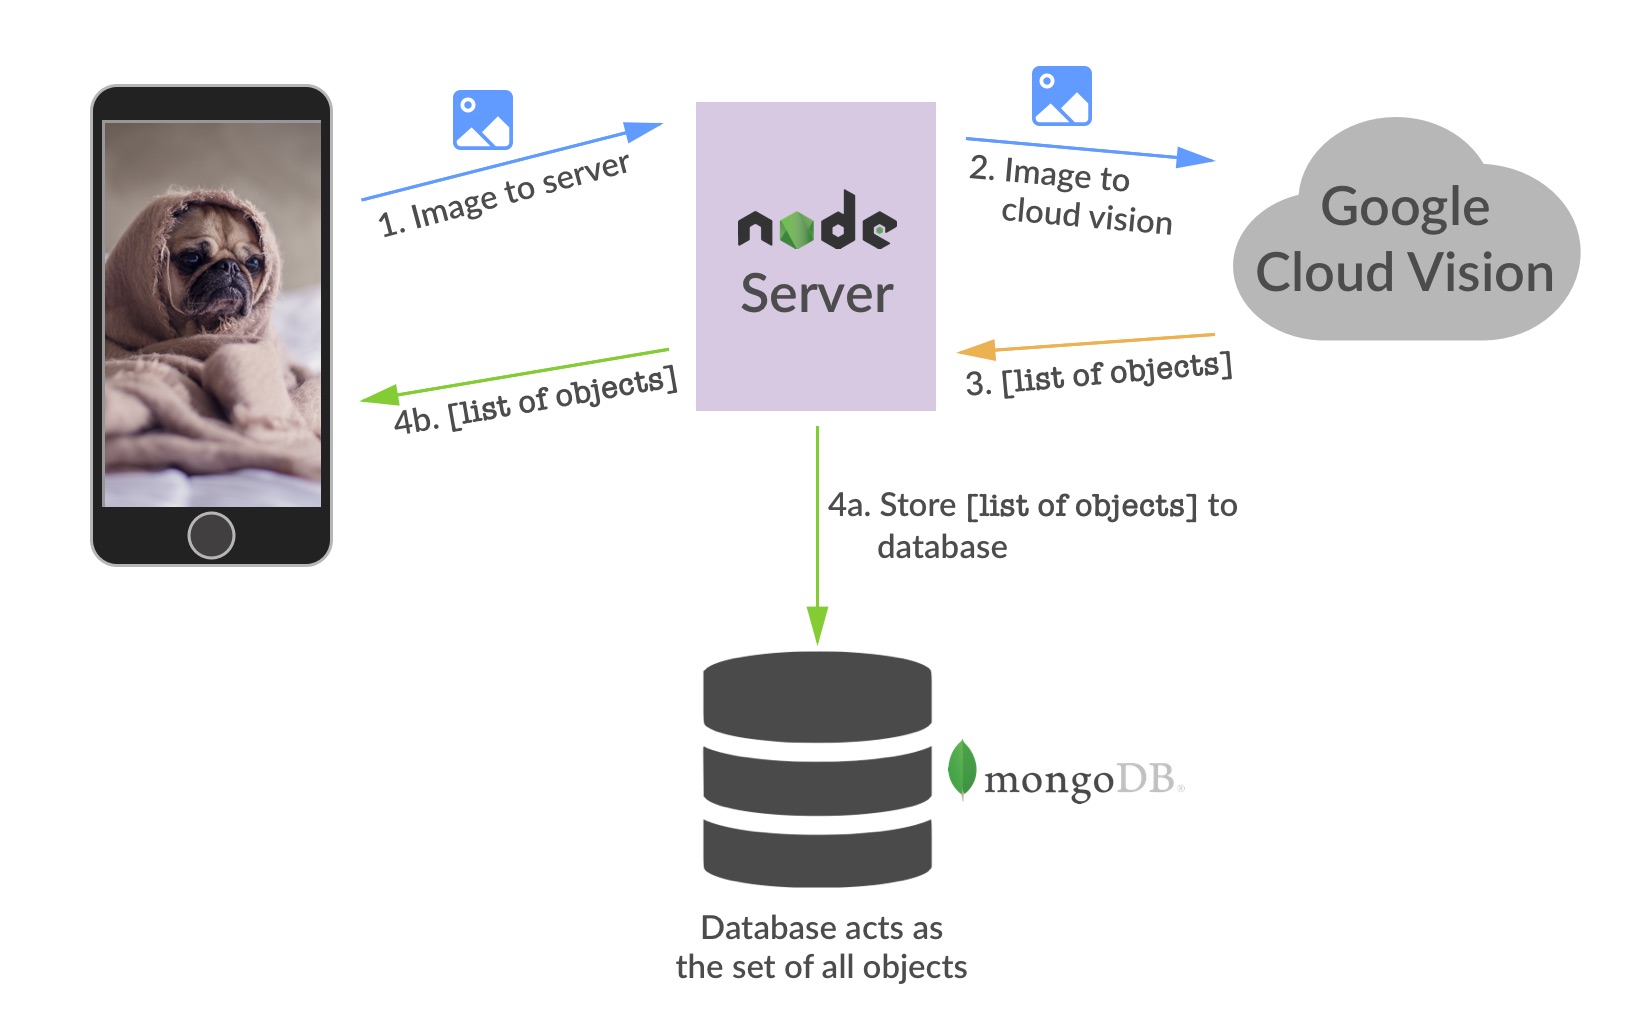 1. Image to server
2. Image to
cloud vision
node
Server
Google
Cloud Vision
3. [list of objects]
4b. [list of objects]
4a. Store [list of objects] to
database
mongoDB®
Database acts as
the set of all objects